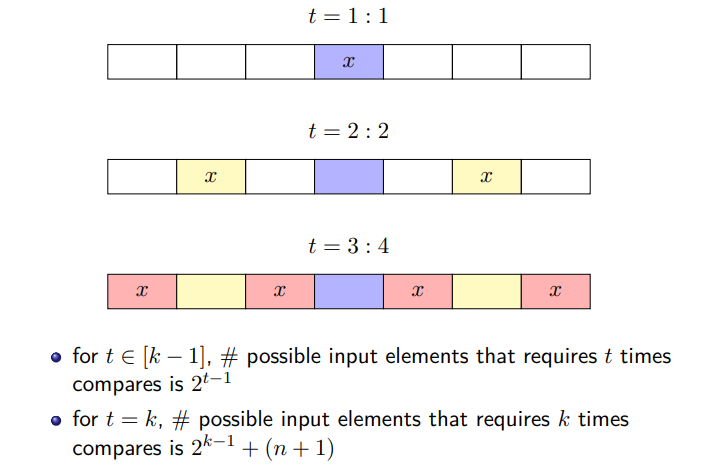 t = 1 : 1
x
t = 2 : 2
x x
t = 3 : 4
x x x x
for t ∈ [k − 1], # possible input elements that requires t times
compares is 2^{t−1}
for t = k, # possible input elements that requires k times
compares is 2^{k−1} + (n + 1)